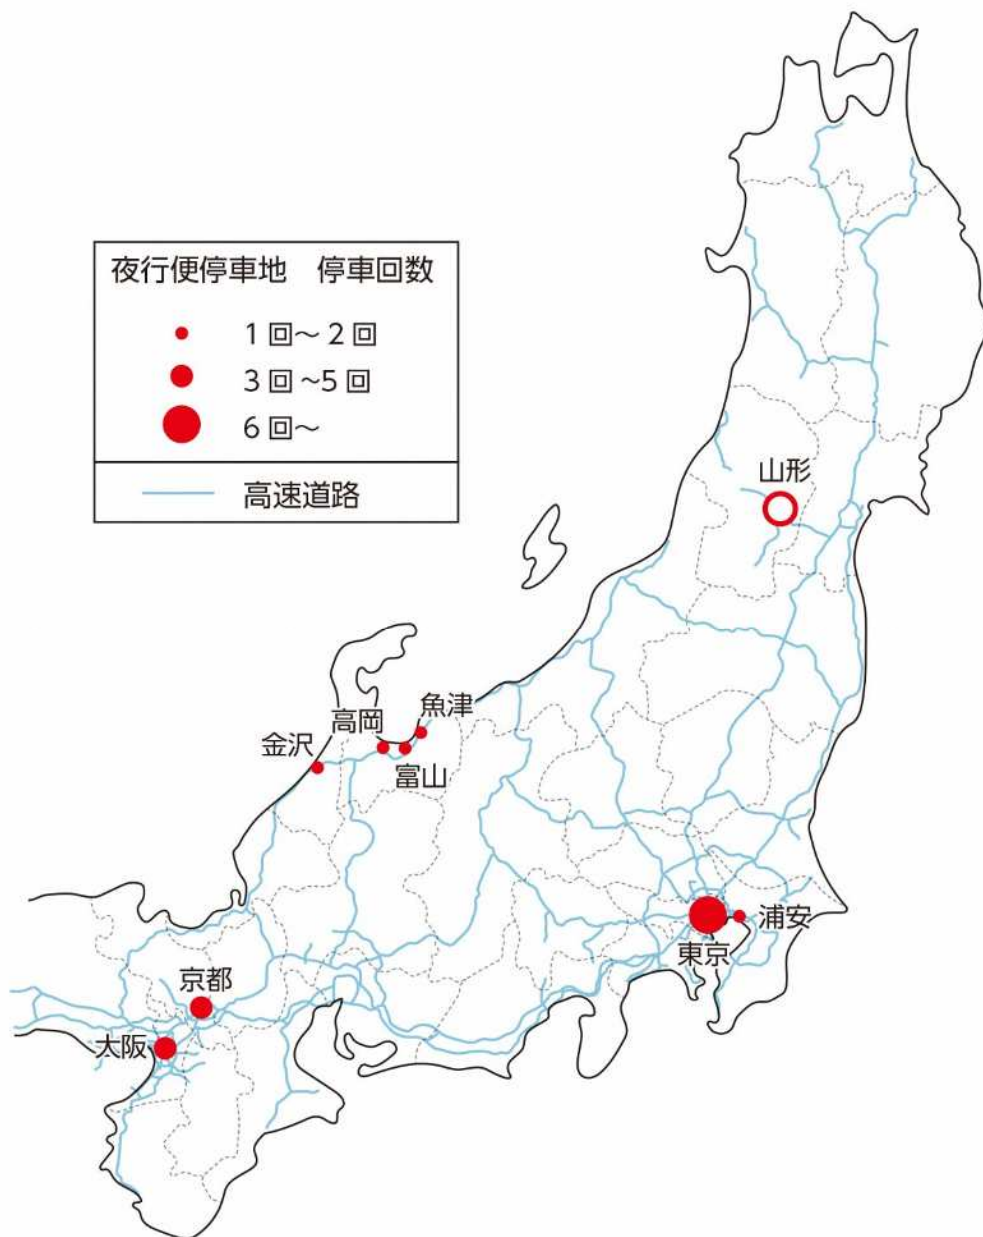 夜行便停車地 停車回数
1回～2回
3回~5回
6回～
高速道路
山形
魚津
高岡
金沢
富山
浦安
東京
京都
大阪